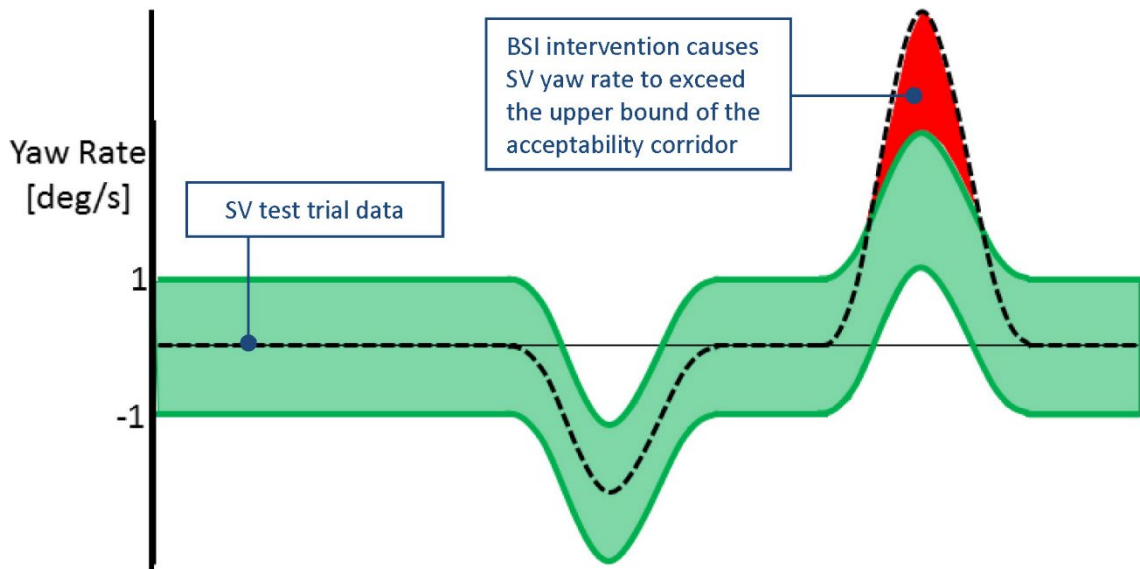 BSI intervention causes
SV yaw rate to exceed
the upper bound of the
acceptability corridor
Yaw Rate
[deg/s]
SV test trial data
1
-1